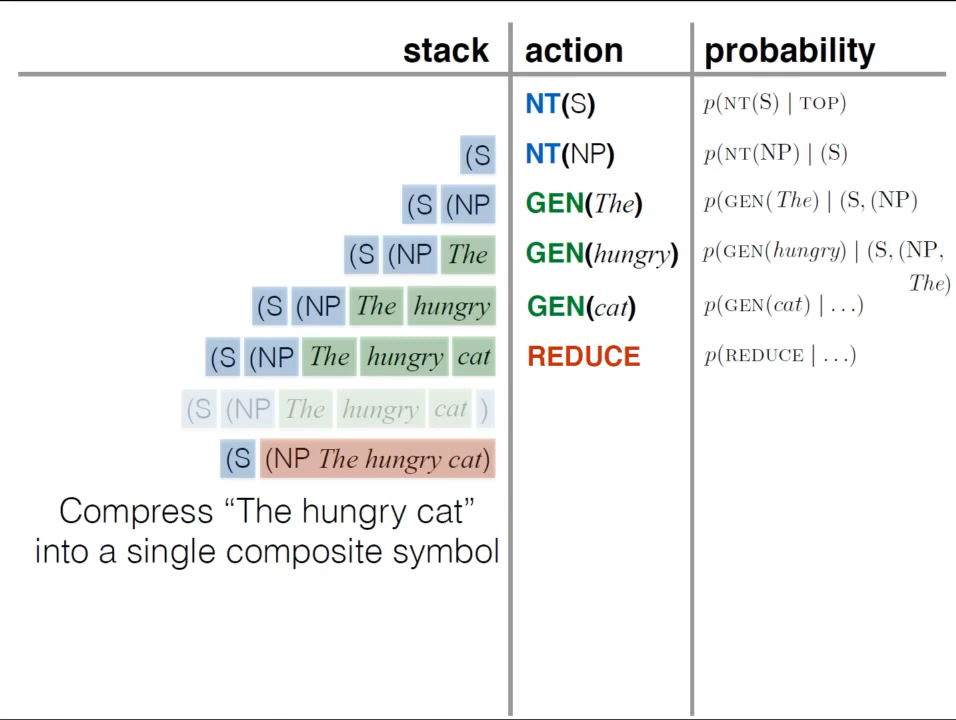 stack action probability
NT(S) p(NT(S) | TOP)
(S NT(NP) p(NT(NP) | (S)
(S (NP GEN(The) p(GEN(The) | (S, (NP)
(S (NP The GEN(hungry) p(GEN(hungry) | (S, (NP,
The)
(S (NP The hungry GEN(cat) p(GEN(cat) | ...)
(S (NP The hungry cat REDUCE p(REDUCE | ...)
(S (NP The hungry cat )
(S (NP The hungry cat)
Compress “The hungry cat”
into a single composite symbol